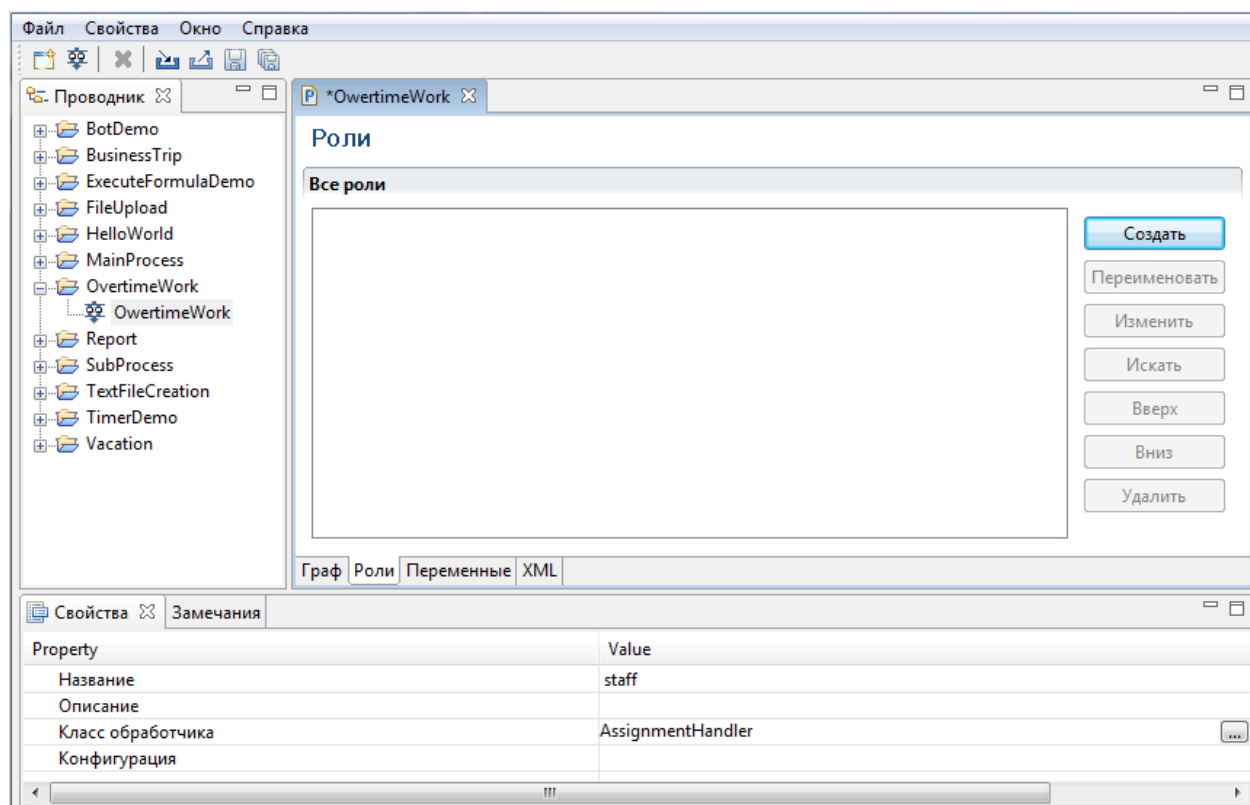 Файл Свойства Окно Справка
Проводник
BotDemo
BusinessTrip
ExecuteFormulaDemo
FileUpload
HelloWorld
MainProcess
OvertimeWork
OwertimeWork
Report
SubProcess
TextFileCreation
TimerDemo
Vacation
*OwertimeWork
Роли
Все роли
Создать
Переименовать
Изменить
Искать
Вверх
Вниз
Удалить
Граф Роли Переменные XML
Свойства Замечания
Property Value
Название staff
Описание
Класс обработчика AssignmentHandler ...
Конфигурация